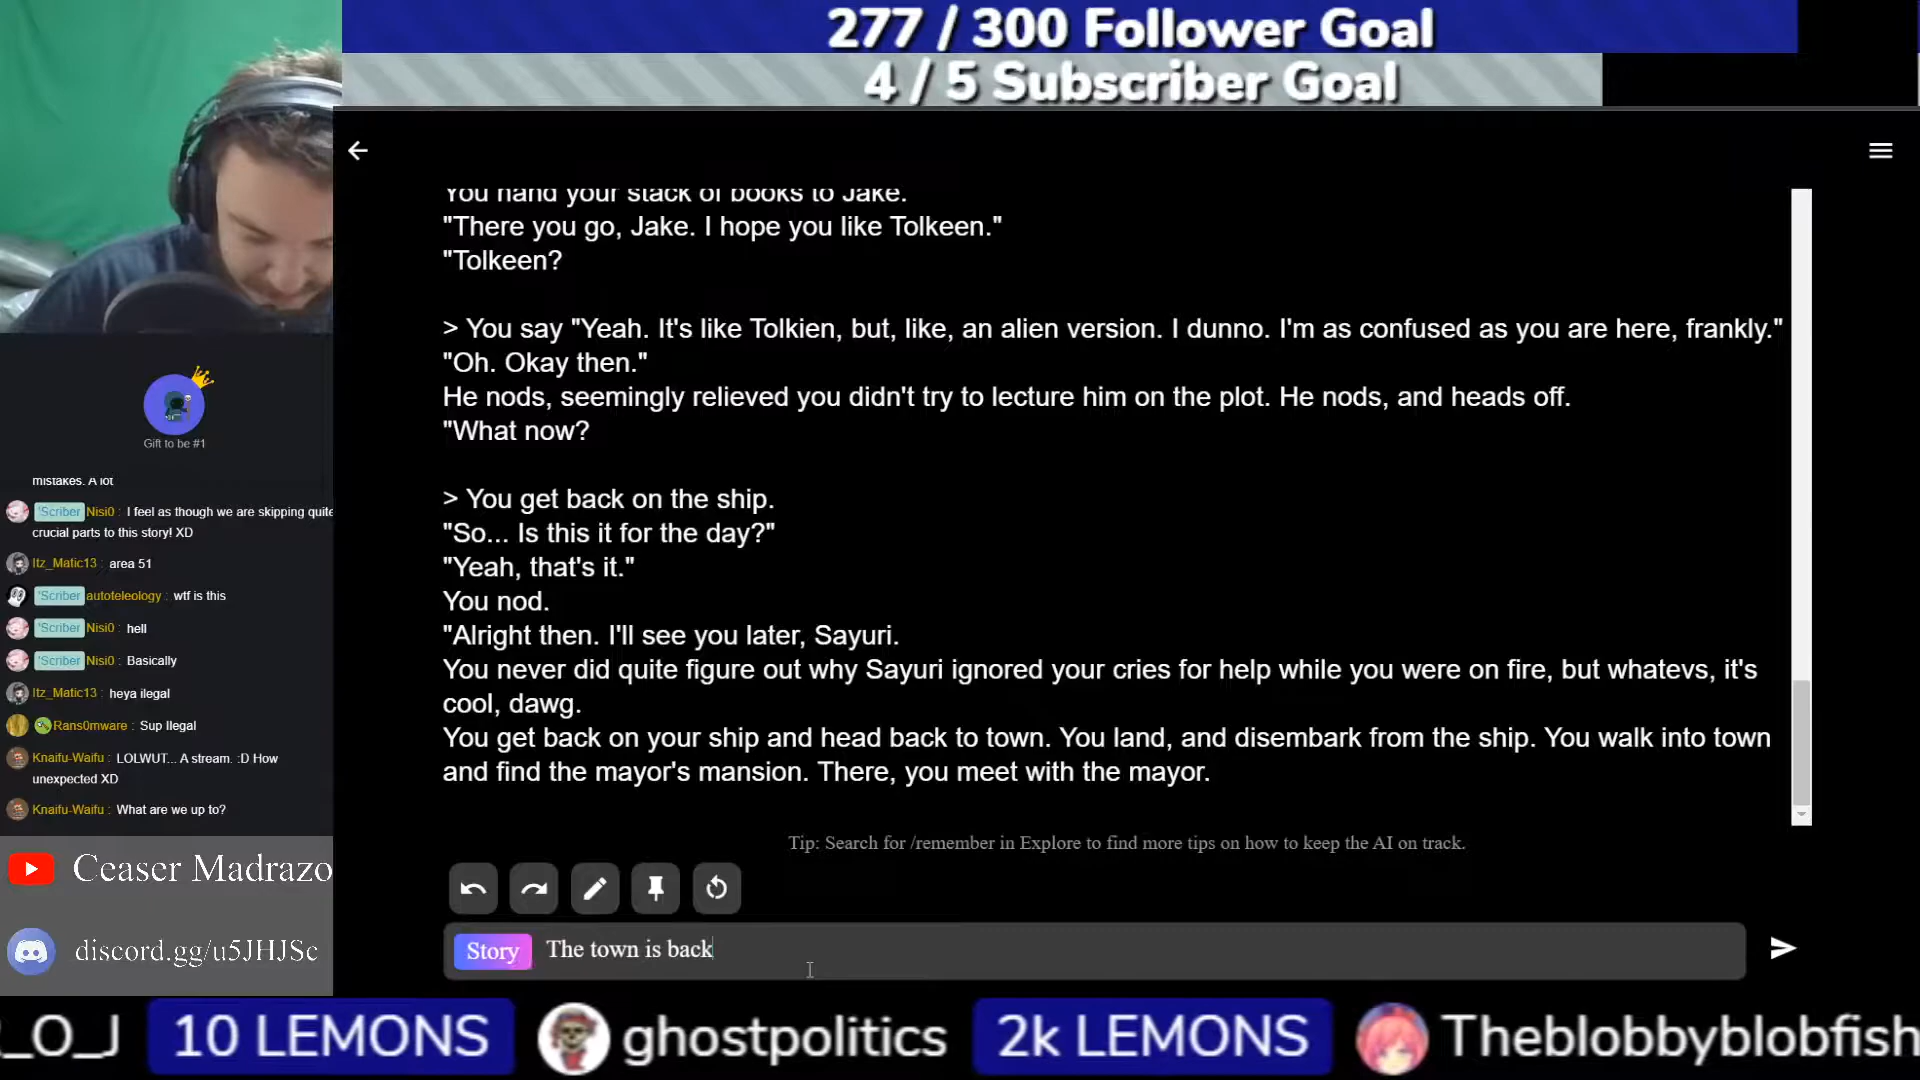 277 / 300 Follower Goal
4 / 5 Subscriber Goal
You hand your stack of books to Jake.
"There you go, Jake. I hope you like Tolkeen."
"Tolkeen?
> You say "Yeah. It's like Tolkien, but, like, an alien version. I dunno. I'm as confused as you are here, frankly."
"Oh. Okay then."
He nods, seemingly relieved you didn't try to lecture him on the plot. He nods, and heads off.
"What now?
> You get back on the ship.
"So... Is this it for the day?"
"Yeah, that's it."
You nod.
"Alright then. I'll see you later, Sayuri.
You never did quite figure out why Sayuri ignored your cries for help while you were on fire, but whatevs, it's
cool, dawg.
You get back on your ship and head back to town. You land, and disembark from the ship. You walk into town
and find the mayor's mansion. There, you meet with the mayor.
Tip: Search for /remember in Explore to find more tips on how to keep the AI on track.
Story The town is back
Gift to be #1
mistakes. A lot
'Scriber Nisi0 : I feel as though we are skipping quite
crucial parts to this story! XD
Itz_Matic13 : area 51
'Scriber autoteleology : wtf is this
'Scriber Nisi0 : hell
'Scriber Nisi0 : Basically
Itz_Matic13 : heya ilegal
Rans0mware : Sup Ilegal
Knaifu-Waifu : LOLWUT... A stream. :D How
unexpected XD
Knaifu-Waifu : What are we up to?
Ceaser Madrazo
discord.gg/u5JHJSc
_O_J 10 LEMONS ghostpolitics 2k LEMONS Theblobbyblobfish